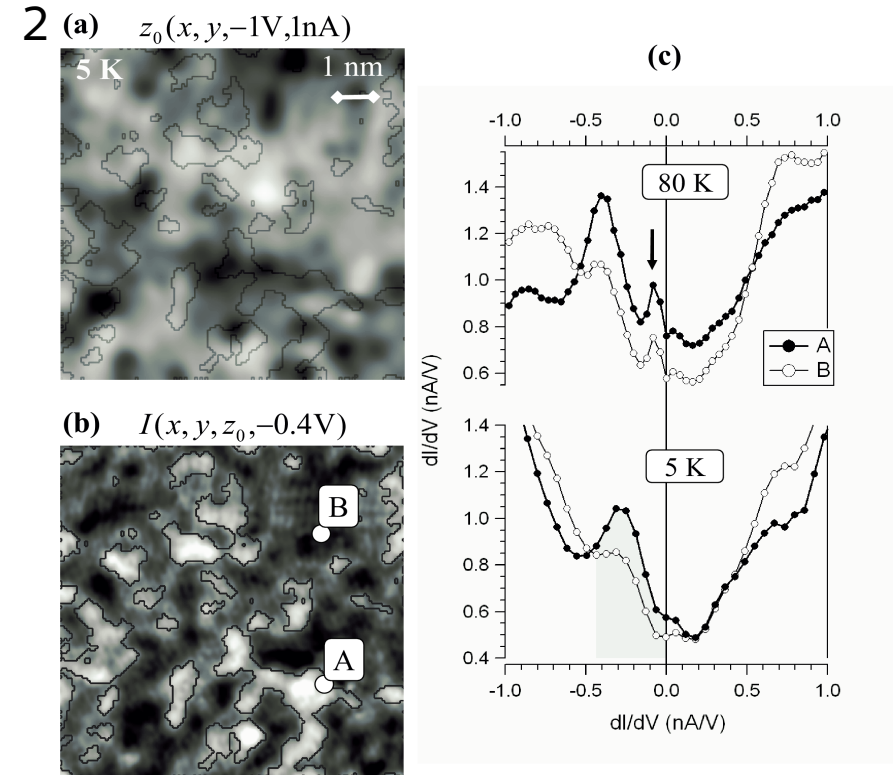 2 (a) z₀(x, y,−1V,1nA)
5 K 1 nm
(b) I(x, y, z₀,−0.4V)
B
A
(c)
-1.0 -0.5 0.0 0.5 1.0
80 K
1.4
1.2
1.0
0.8
0.6
A
B
dI/dV (nA/V)
5 K
1.4
1.2
1.0
0.8
0.6
0.4
-1.0 -0.5 0.0 0.5 1.0
dI/dV (nA/V)